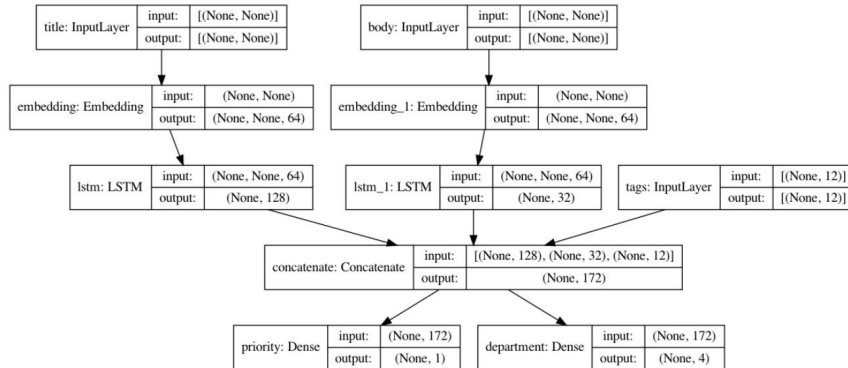 title: InputLayer input: [(None, None)] output: [(None, None)]
body: InputLayer input: [(None, None)] output: [(None, None)]
embedding: Embedding input: (None, None) output: (None, None, 64)
embedding_1: Embedding input: (None, None) output: (None, None, 64)
lstm: LSTM input: (None, None, 64) output: (None, 128)
lstm_1: LSTM input: (None, None, 64) output: (None, 32)
tags: InputLayer input: [(None, 12)] output: [(None, 12)]
concatenate: Concatenate input: [(None, 128), (None, 32), (None, 12)] output: (None, 172)
priority: Dense input: (None, 172) output: (None, 1)
department: Dense input: (None, 172) output: (None, 4)